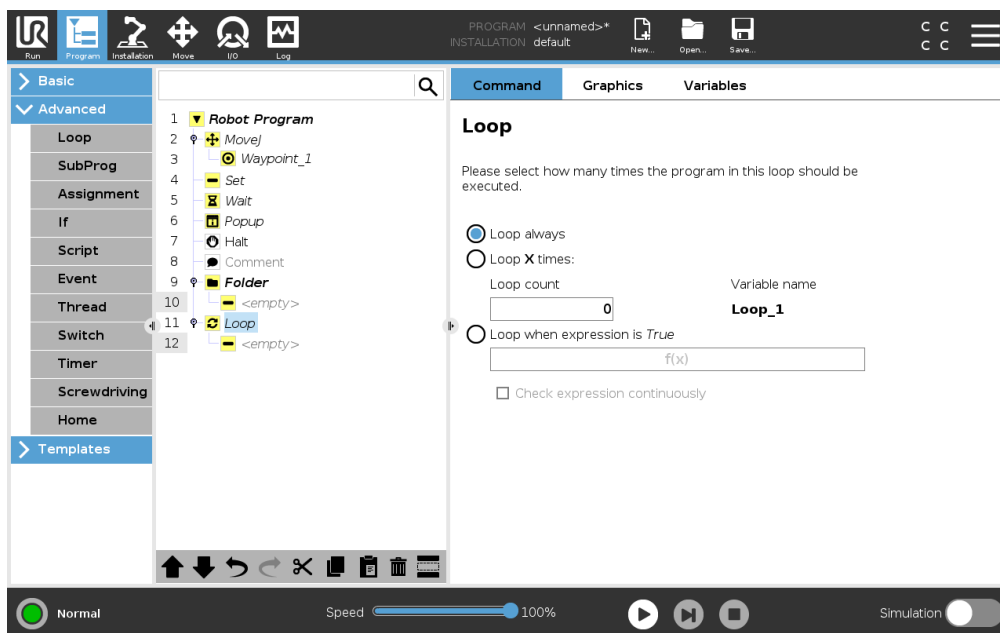 UR
PROGRAM <unnamed>*
INSTALLATION default
C C
C C
Run Program Installation Move I/O Log New... Open... Save...
Basic
Advanced
Loop
SubProg
Assignment
If
Script
Event
Thread
Switch
Timer
Screwdriving
Home
Templates
1 Robot Program
2 MoveJ
3 Waypoint_1
4 Set
5 Wait
6 Popup
7 Halt
8 Comment
9 Folder
10 <empty>
11 Loop
12 <empty>
Command Graphics Variables
Loop
Please select how many times the program in this loop should be
executed.
Loop always
Loop X times:
Loop count Variable name
0 Loop_1
Loop when expression is True
f(x)
Check expression continuously
Normal Speed 100% Simulation